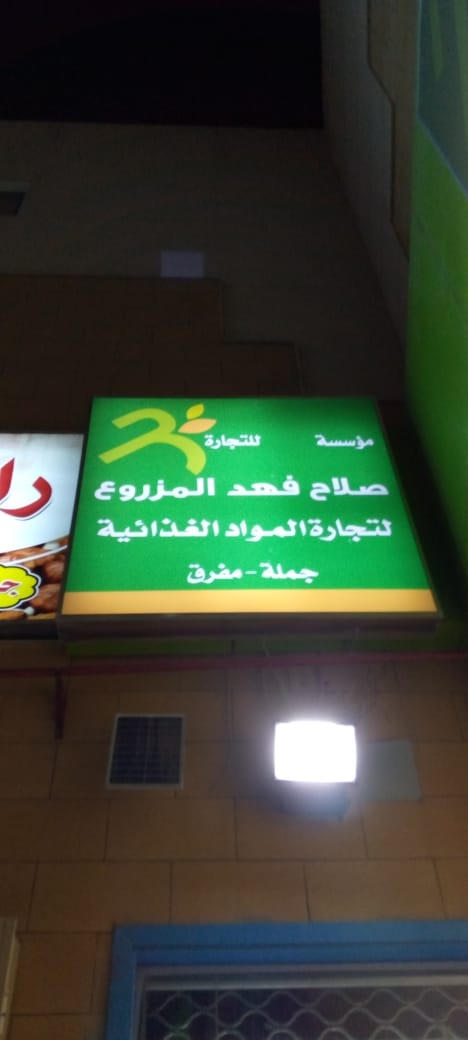 مؤسسة للتجارة
صلاح فهد المزروع
لتجارة المواد الغذائية
جملة - مفرق